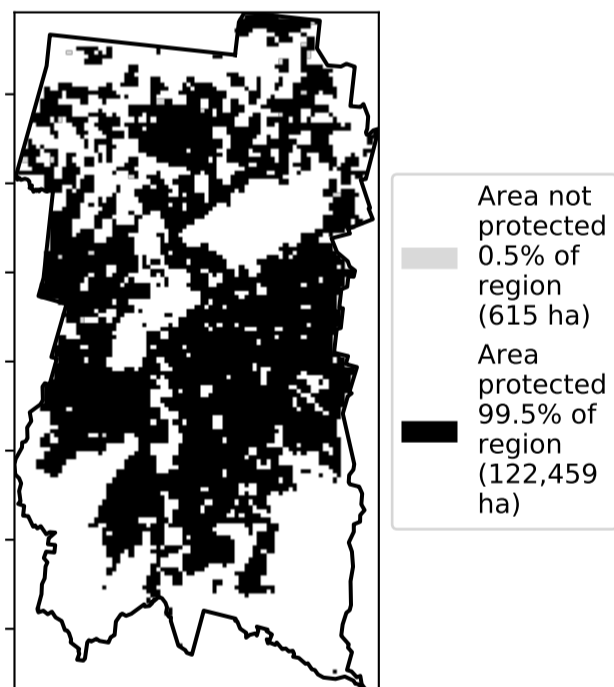 Area not
protected
0.5% of
region
(615 ha)
Area
protected
99.5% of
region
(122,459
ha)